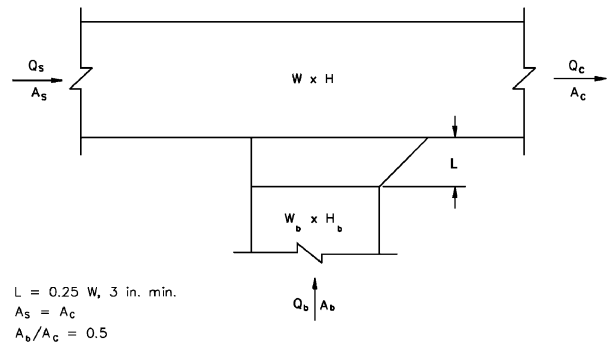 Qs
As
W x H
Qc
Ac
L
Wb x Hb
Qb Ab
L = 0.25 W, 3 in. min.
As = Ac
Ab/Ac = 0.5